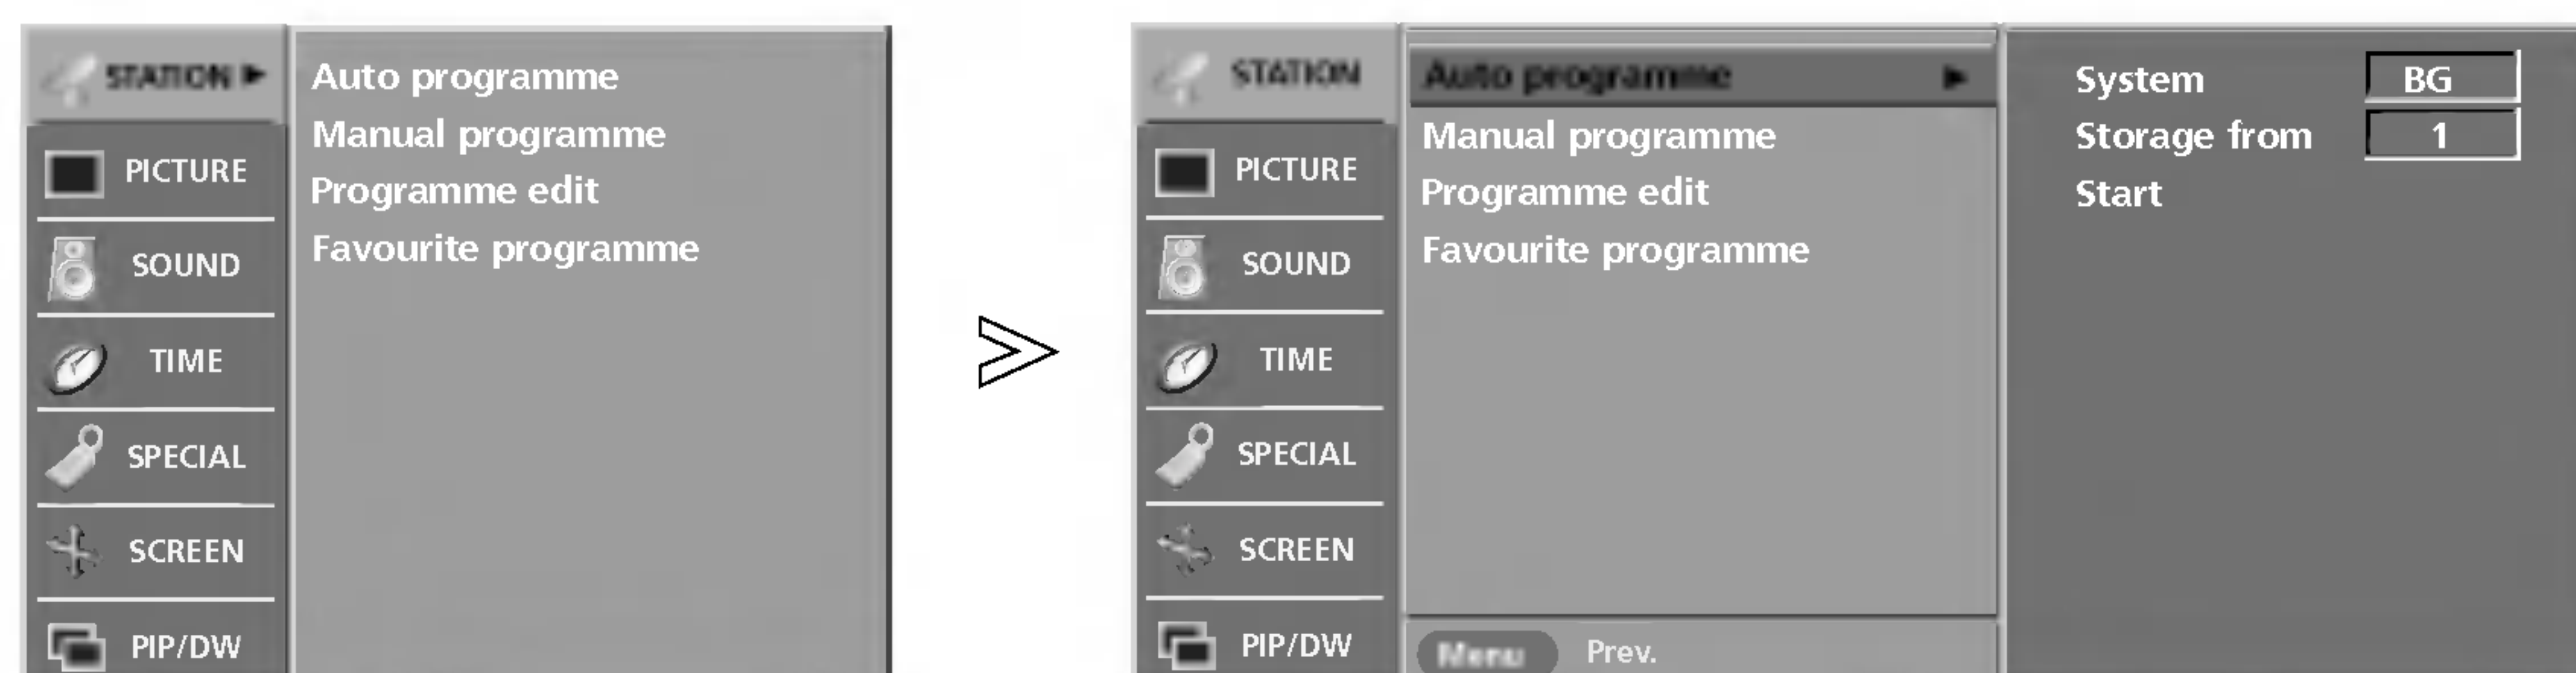 STATION ▶
PICTURE
SOUND
TIME
SPECIAL
SCREEN
PIP/DW
Auto programme
Manual programme
Programme edit
Favourite programme
STATION
PICTURE
SOUND
TIME
SPECIAL
SCREEN
PIP/DW
Auto programme ▶
Manual programme
Programme edit
Favourite programme
Menu Prev.
System BG
Storage from 1
Start